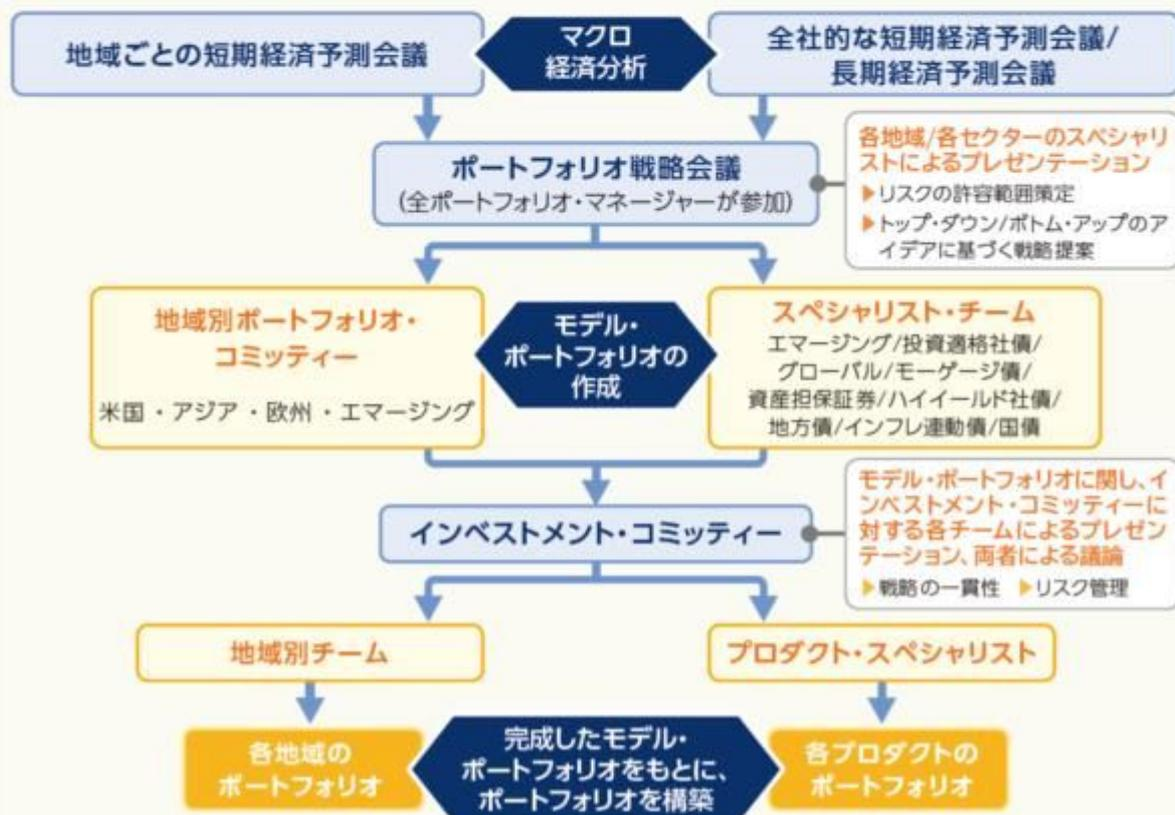 地域ごとの短期経済予測会議
マクロ
経済分析
全社的な短期経済予測会議/
長期経済予測会議
ポートフォリオ戦略会議
(全ポートフォリオ・マネージャーが参加)
各地域/各セクターのスペシャリ
ストによるプレゼンテーション
▶リスクの許容範囲策定
▶トップ・ダウン/ボトム・アップのア
イデアに基づく戦略提案
地域別ポートフォリオ・
コミッティー
米国・アジア・欧州・エマージング
モデル・
ポートフォリオの
作成
スペシャリスト・チーム
エマージング/投資適格社債/
グローバル/モーゲージ債/
資産担保証券/ハイイールド社債/
地方債/インフレ連動債/国債
インベストメント・コミッティー
モデル・ポートフォリオに関し、イ
ンベストメント・コミッティーに
対する各チームによるプレゼン
テーション、両者による議論
▶戦略の一貫性 ▶リスク管理
地域別チーム
プロダクト・スペシャリスト
各地域の
ポートフォリオ
完成したモデル・
ポートフォリオをもとに、
ポートフォリオを構築
各プロダクトの
ポートフォリオ